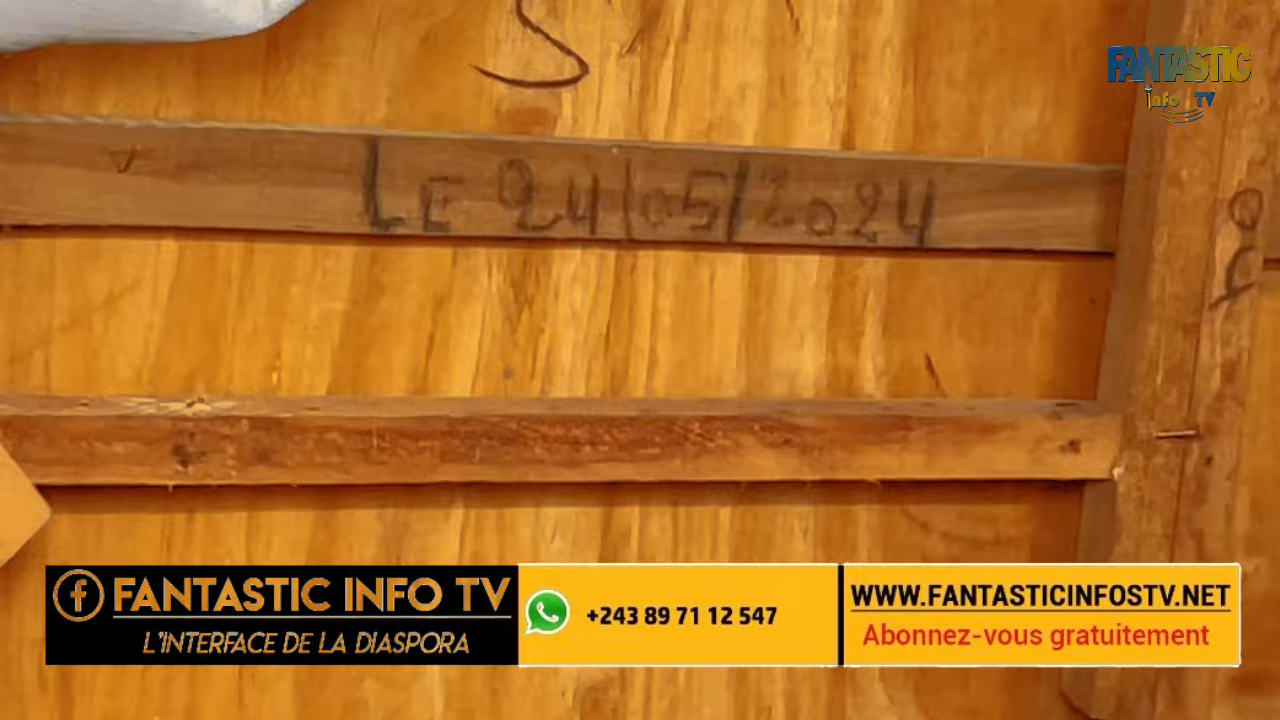 FANTASTIC
info TV
LE 24/05/2024
FANTASTIC INFO TV
L'INTERFACE DE LA DIASPORA
+243 89 71 12 547
WWW.FANTASTICINFOSTV.NET
Abonnez-vous gratuitement